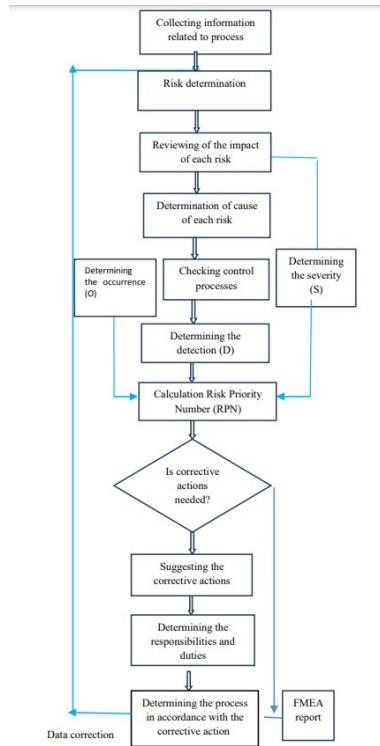 Collecting information
related to process
Risk determination
Reviewing of the impact
of each risk
Determination of cause
of each risk
Determining
the occurrence
(O)
Checking control
processes
Determining
the severity
(S)
Determining the
detection (D)
Calculation Risk Priority
Number (RPN)
Is corrective
actions
needed?
Suggesting the
corrective actions
Determining the
responsibilities and
duties
Determining the process
in accordance with the
corrective action
FMEA
report
Data correction